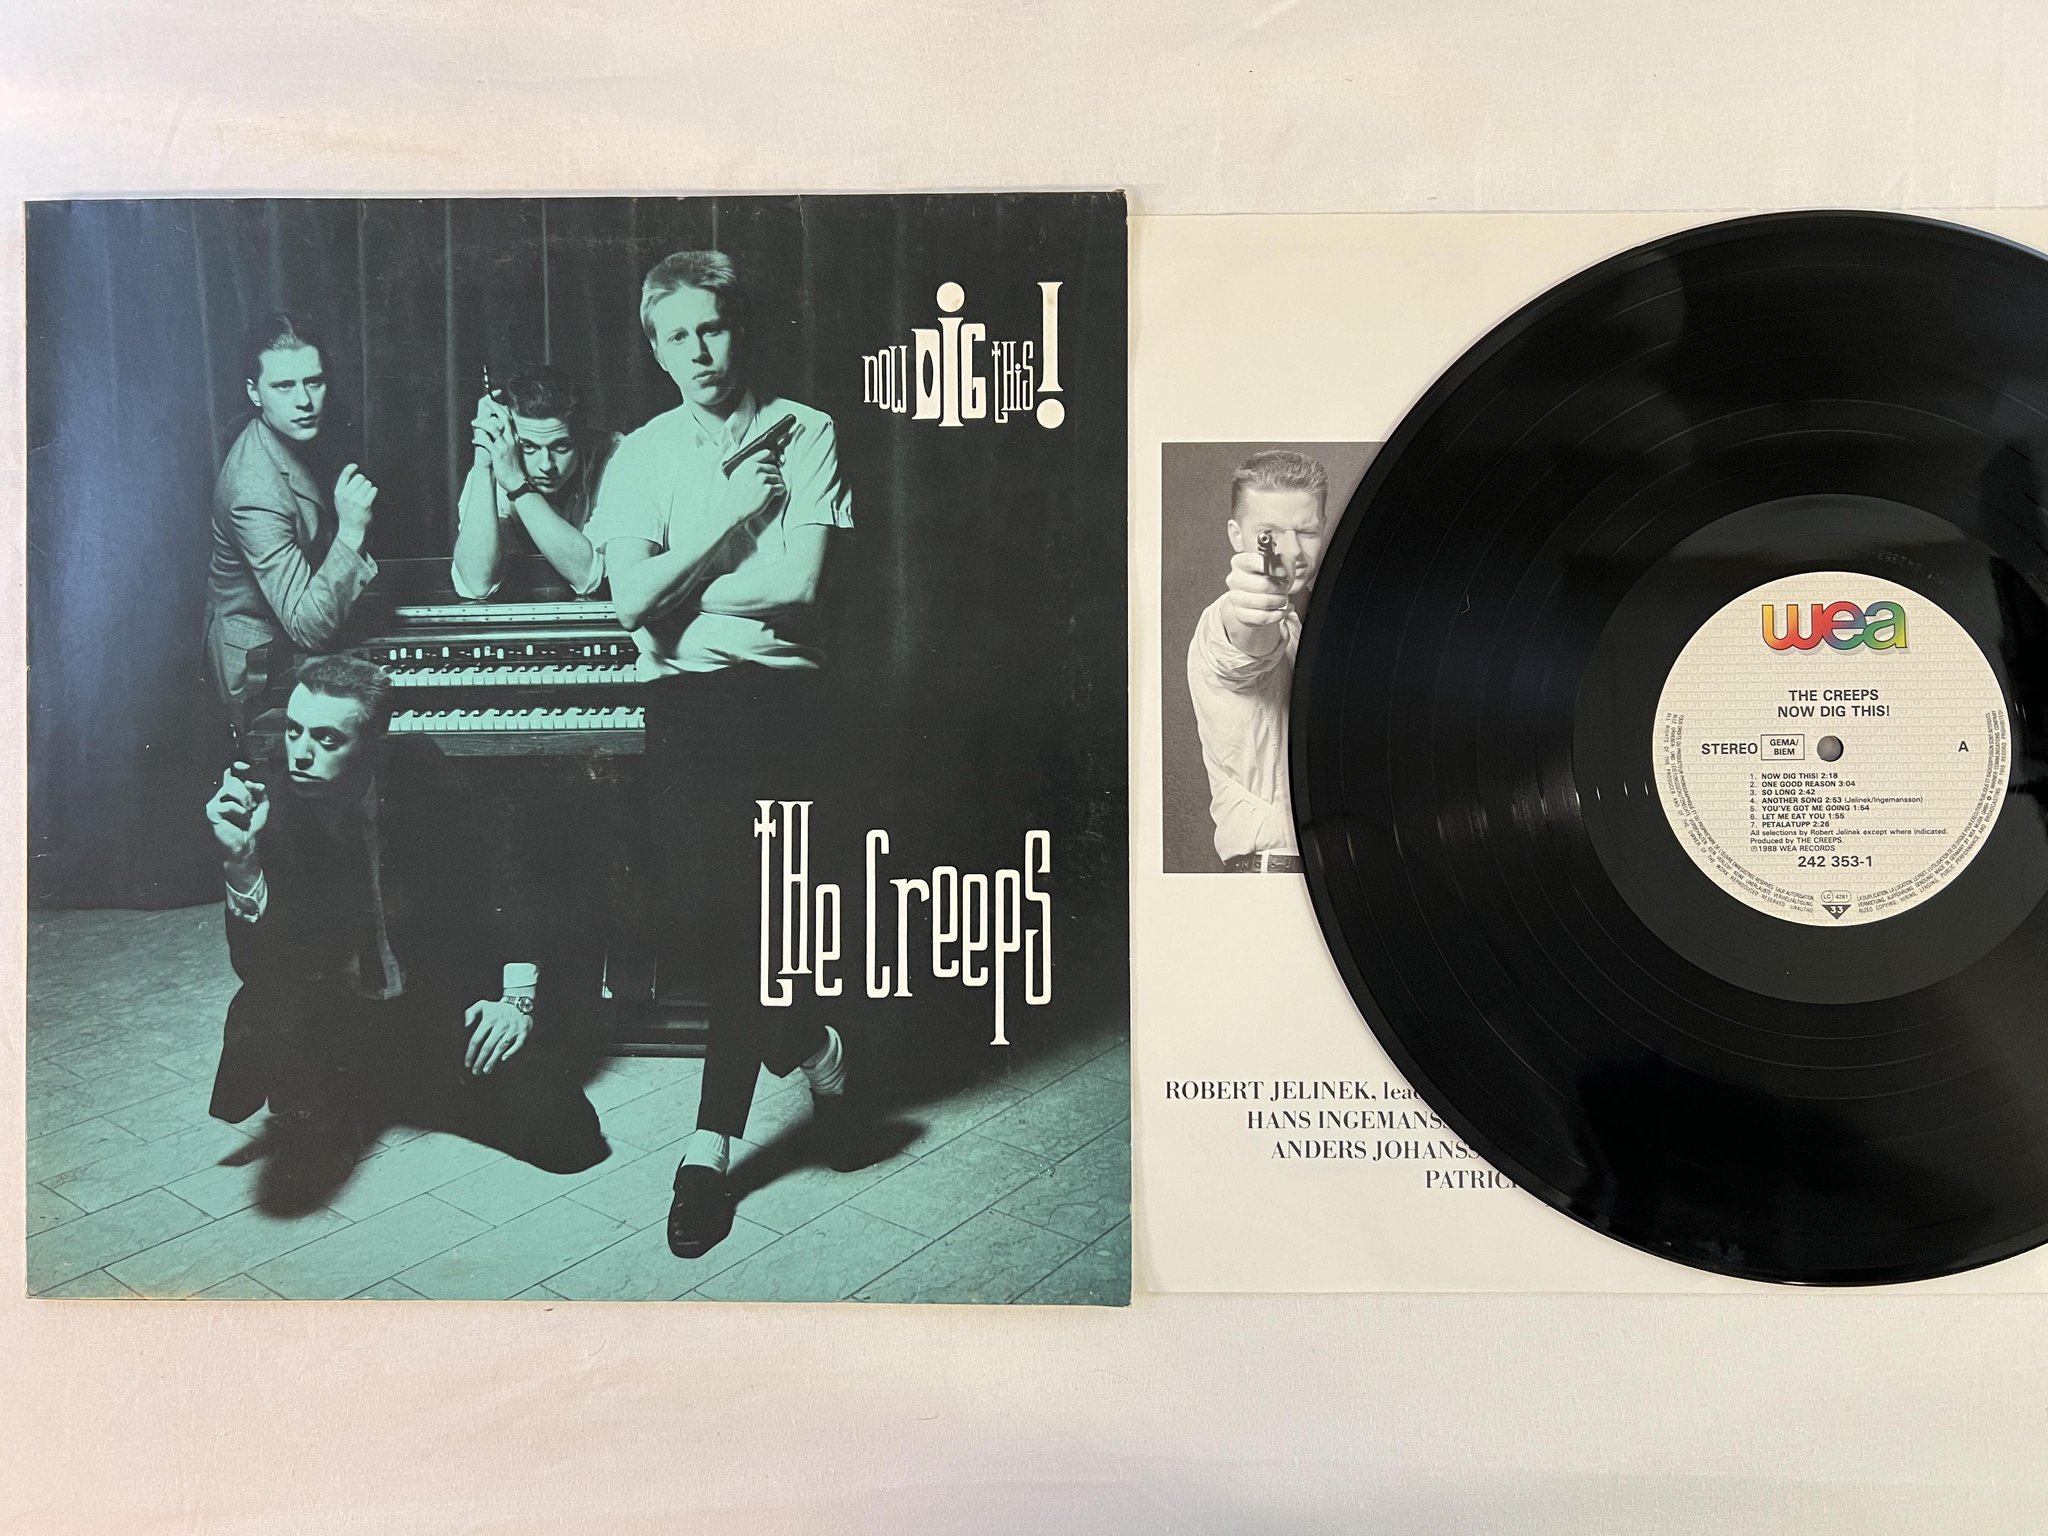 now DiG this!
the Creeps
wea
THE CREEPS
NOW DIG THIS!
STEREO GEMA/ BIEM A
1. NOW DIG THIS! 2:18
2. ONE GOOD REASON 3:04
3. SO LONG 2:42
4. ANOTHER SONG 2:53 (Jelinek/Ingemansson)
5. YOU'VE GOT ME GOING 1:54
6. LET ME EAT YOU 1:55
7. PETALATUPP 2:26
All selections by Robert Jelinek except where indicated.
Produced by THE CREEPS.
℗1988 WEA RECORDS
242 353-1
LC 4281
33
ROBERT JELINEK,
HANS
ANDERS